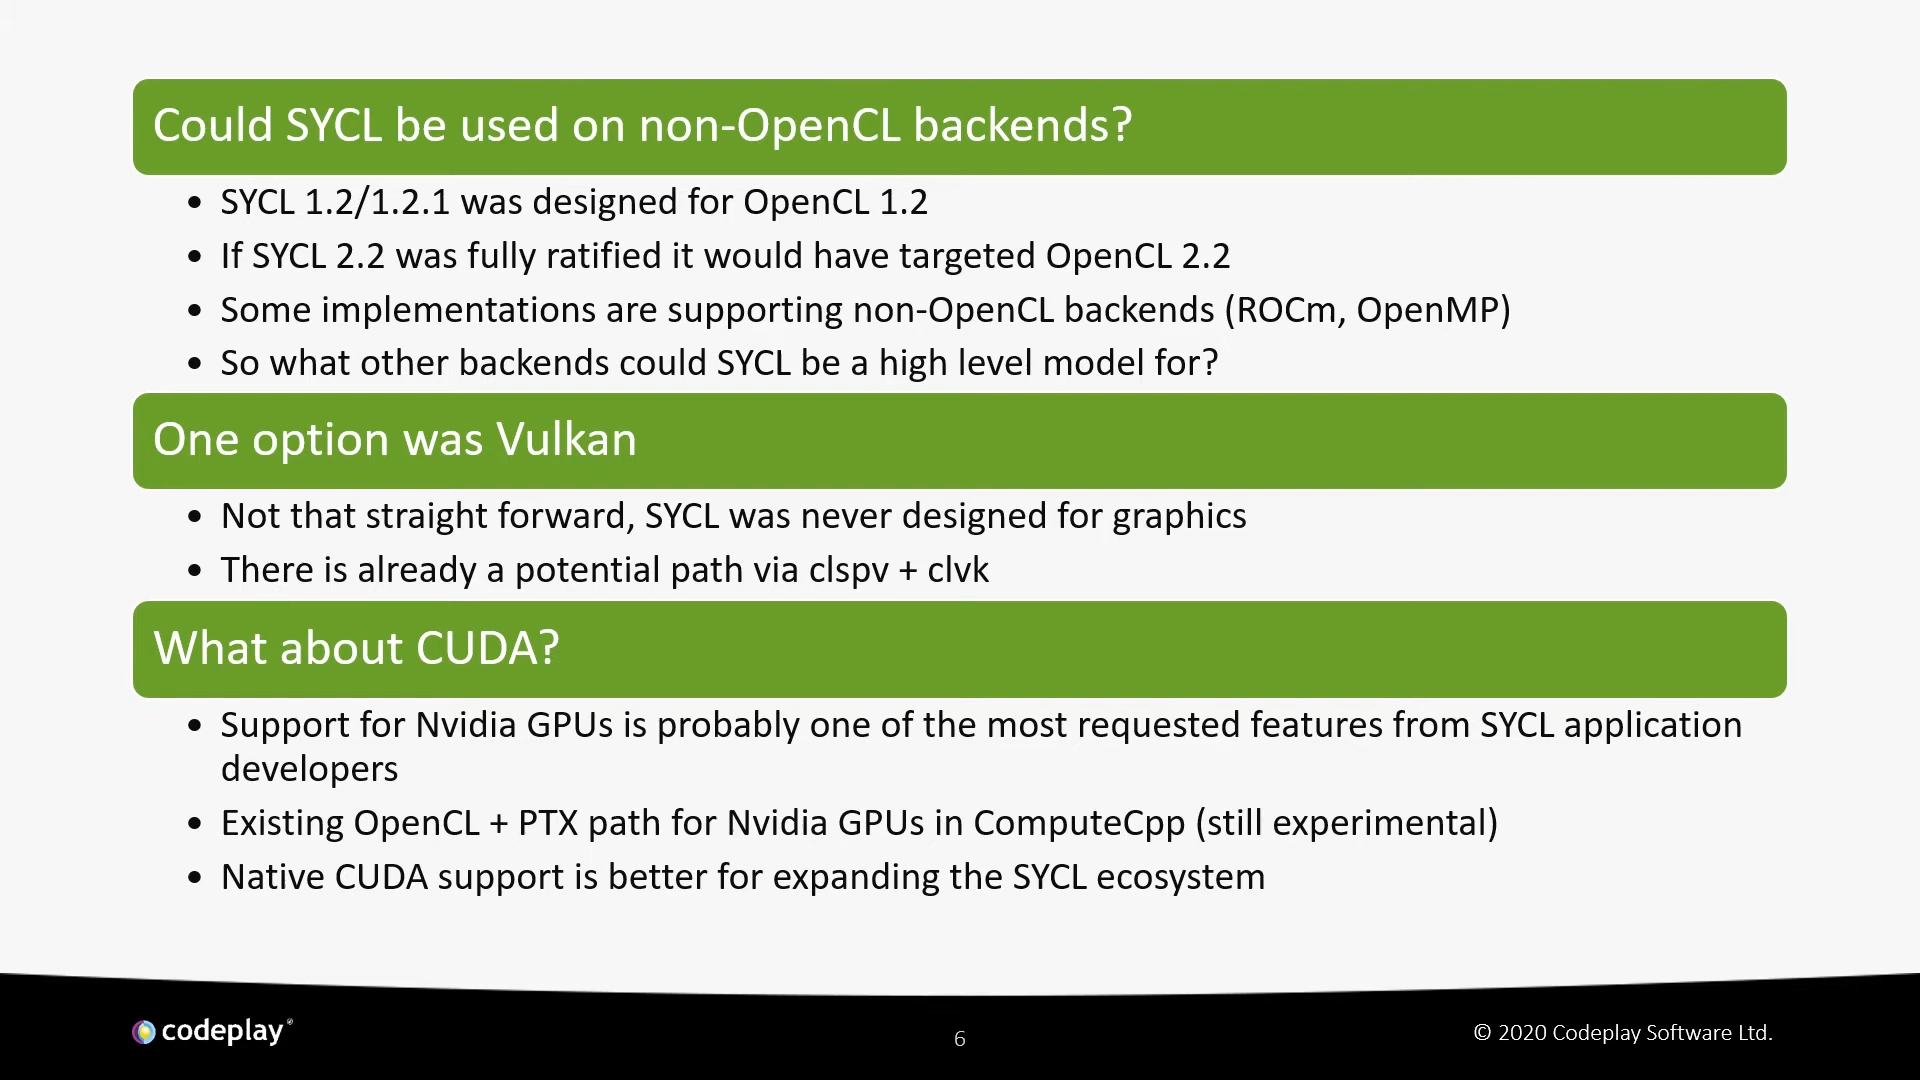 Could SYCL be used on non-OpenCL backends?
• SYCL 1.2/1.2.1 was designed for OpenCL 1.2
• If SYCL 2.2 was fully ratified it would have targeted OpenCL 2.2
• Some implementations are supporting non-OpenCL backends (ROCm, OpenMP)
• So what other backends could SYCL be a high level model for?
One option was Vulkan
• Not that straight forward, SYCL was never designed for graphics
• There is already a potential path via clspv + clvk
What about CUDA?
• Support for Nvidia GPUs is probably one of the most requested features from SYCL application
developers
• Existing OpenCL + PTX path for Nvidia GPUs in ComputeCpp (still experimental)
• Native CUDA support is better for expanding the SYCL ecosystem
codeplay
6
© 2020 Codeplay Software Ltd.